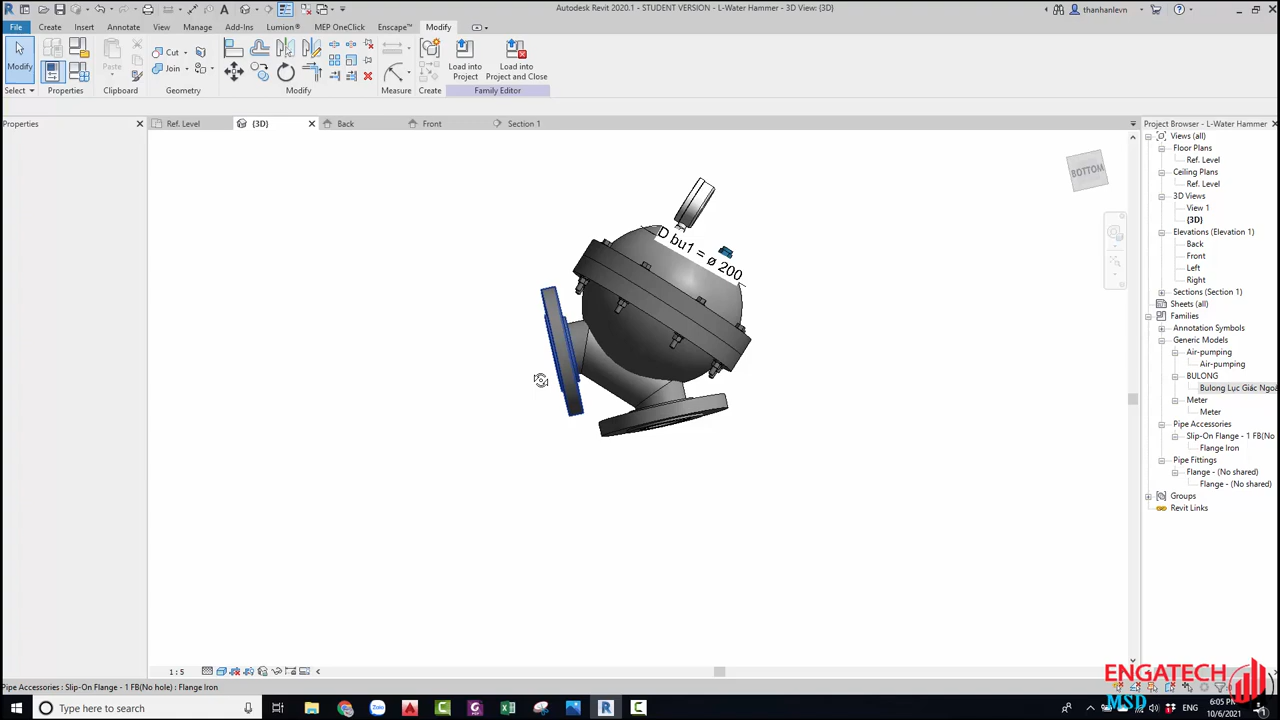 Autodesk Revit 2020.1 - STUDENT VERSION - L-Water Hammer - 3D View: {3D}
thanhanlevn
File
Create
Insert
Annotate
View
Manage
Add-Ins
Lumion®
MEP OneClick
Enscape™
Modify
Modify
Paste
Cut
Join
Load into
Project
Load into
Project and Close
Select
Properties
Clipboard
Geometry
Modify
Measure
Create
Family Editor
Properties
Ref. Level
{3D}
Back
Front
Section 1
Project Browser - L-Water Hammer
Views (all)
Floor Plans
Ref. Level
Ceiling Plans
Ref. Level
3D Views
View 1
{3D}
Elevations (Elevation 1)
Back
Front
Left
Right
Sections (Section 1)
Sheets (all)
Families
Annotation Symbols
Generic Models
Air-pumping
Air-pumping
BULONG
Bulong Lục Giác Ngoà
Meter
Meter
Pipe Accessories
Slip-On Flange - 1 FB(No
Flange Iron
Pipe Fittings
Flange - (No shared)
Flange - (No shared)
Groups
Revit Links
BOTTOM
D bu1 = ø 200
1 : 5
Pipe Accessories : Slip-On Flange - 1 FB(No hole) : Flange Iron
ENGATECH
MSD
Type here to search
Zalo
ENG
6:05 PM
10/6/2021